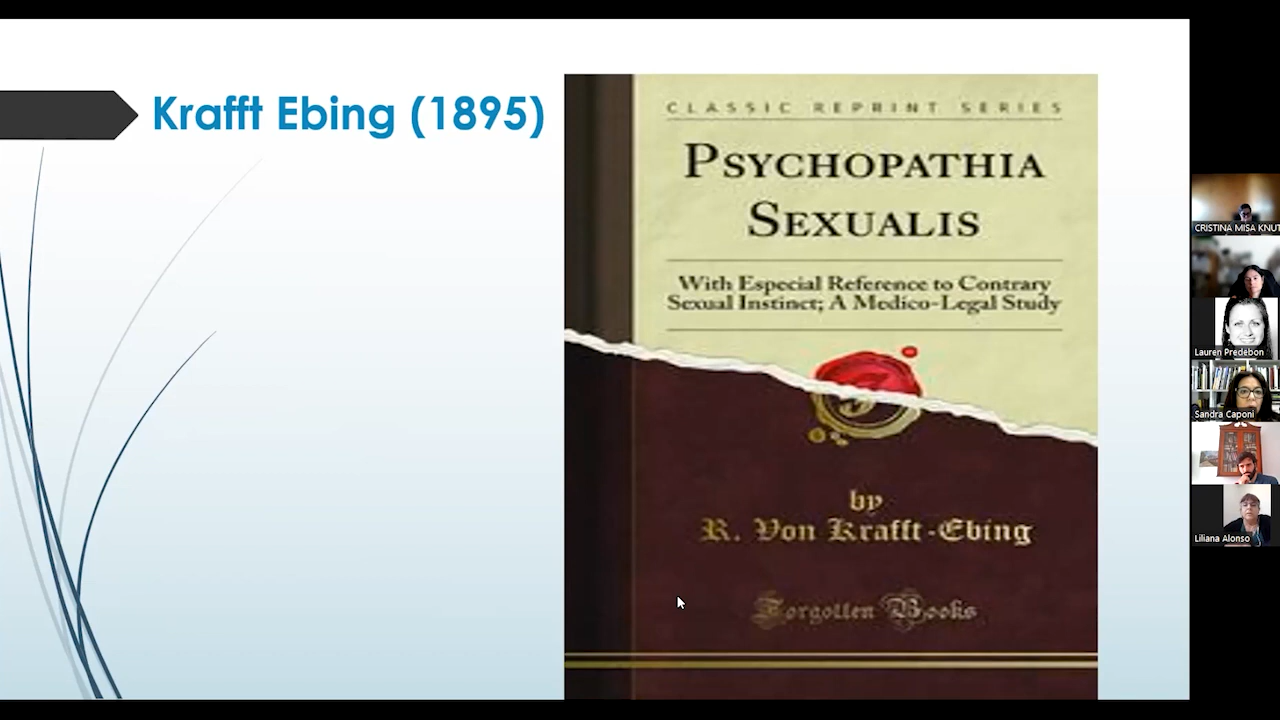 Krafft Ebing (1895)
CLASSIC REPRINT SERIES
PSYCHOPATHIA
SEXUALIS
With Especial Reference to Contrary
Sexual Instinct; A Medico-Legal Study
by
R. Von Krafft-Ebing
Forgotten Books
CRISTINA MISA KNUT
Lauren Predebon
Sandra Caponi
Liliana Alonso